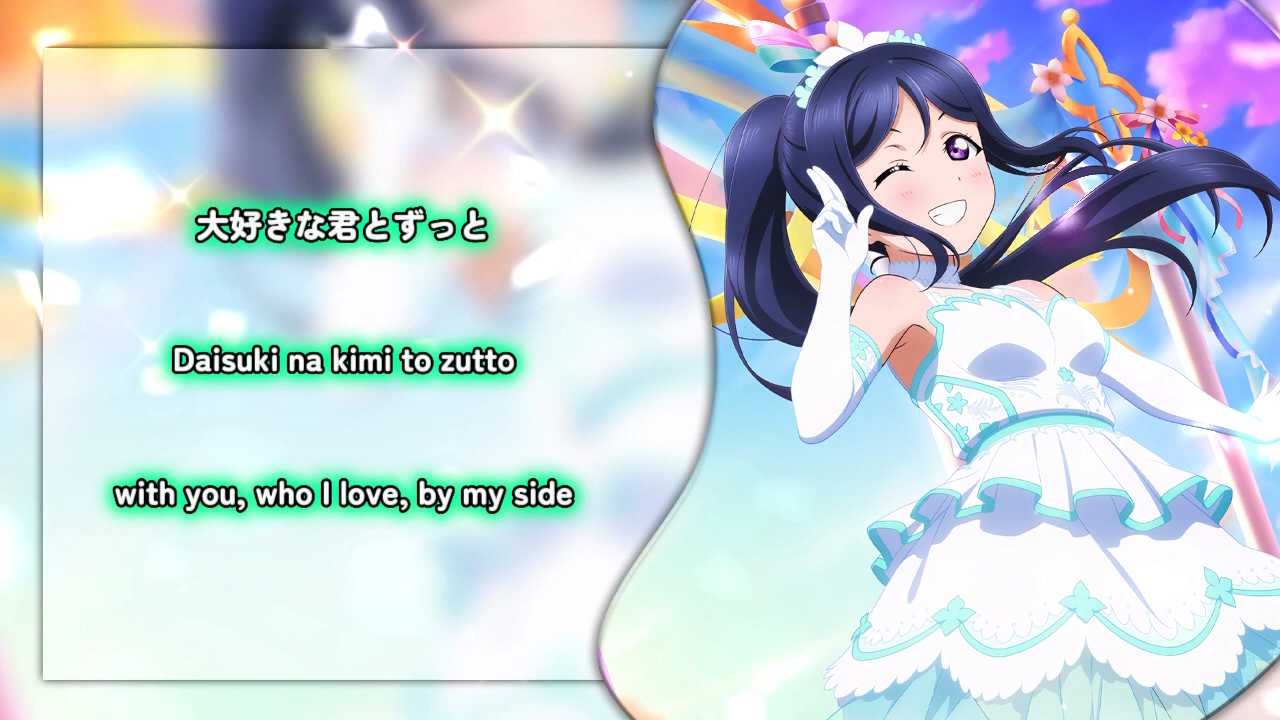 大好きな君とずっと
Daisuki na kimi to zutto
with you, who I love, by my side